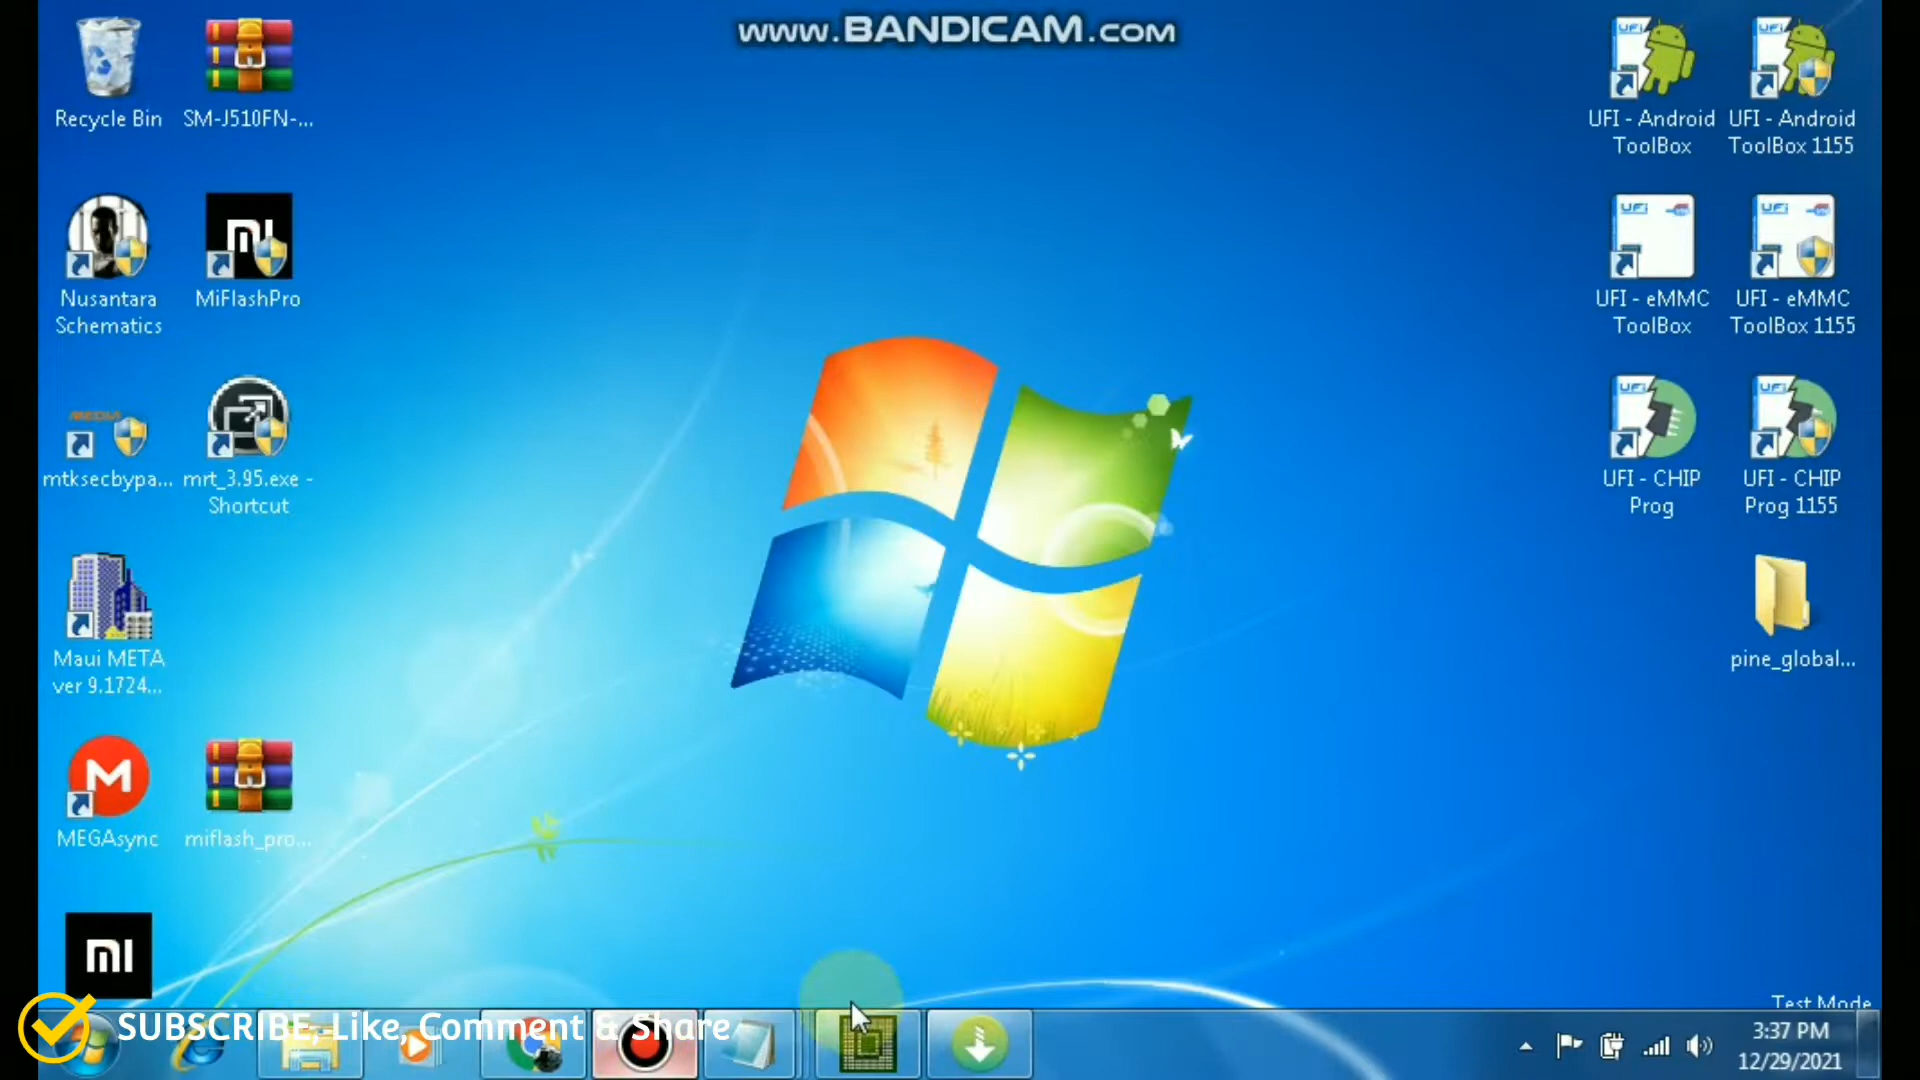 www.BANDICAM.com
Recycle Bin
SM-J510FN-...
Nusantara
Schematics
MiFlashPro
mtksecbypa...
mrt_3.95.exe -
Shortcut
Maui META
ver 9.1724...
MEGAsync
miflash_pro...
UFI - Android
ToolBox
UFI - Android
ToolBox 1155
UFI - eMMC
ToolBox
UFI - eMMC
ToolBox 1155
UFI - CHIP
Prog
UFI - CHIP
Prog 1155
pine_global...
Test Mode
SUBSCRIBE, Like, Comment & Share
3:37 PM
12/29/2021